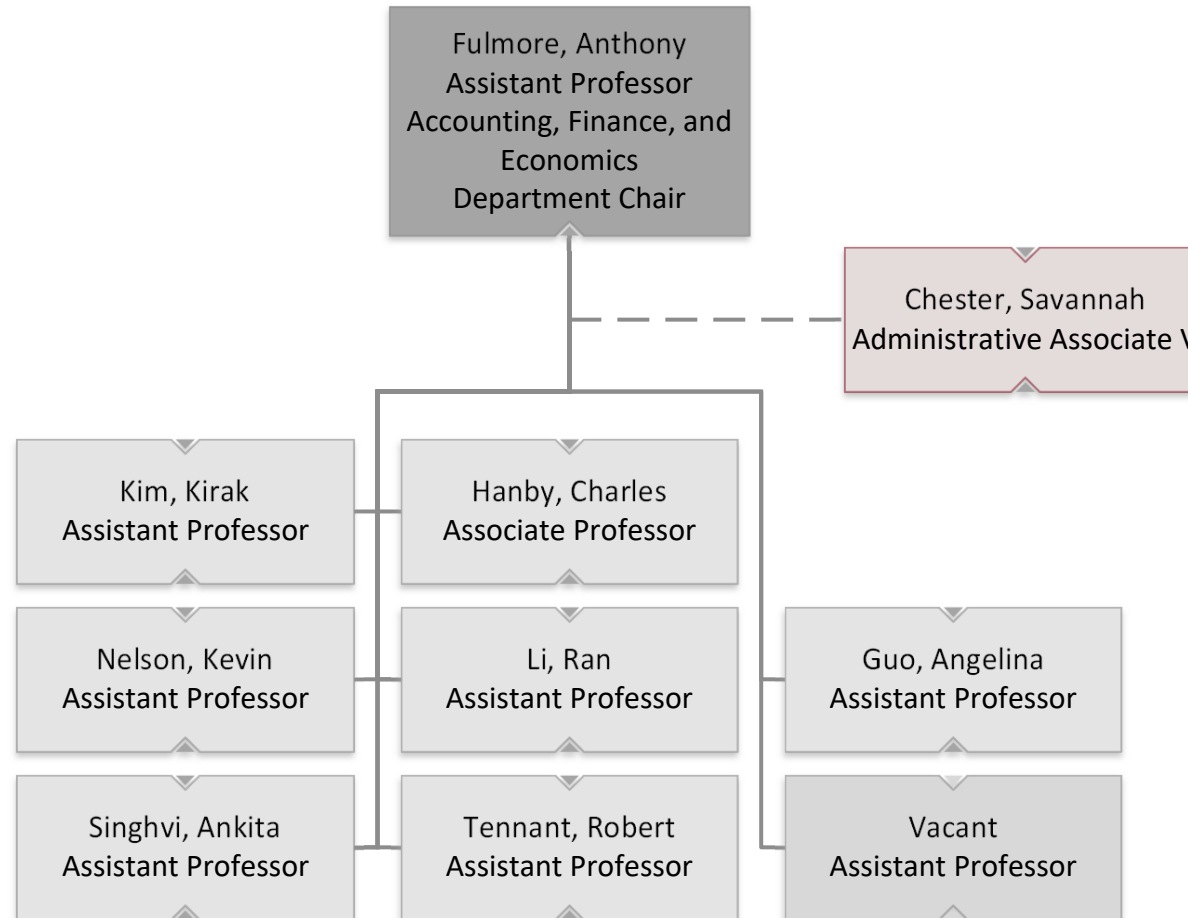 Fulmore, Anthony
Assistant Professor
Accounting, Finance, and
Economics
Department Chair
Chester, Savannah
Administrative Associate V
Kim, Kirak
Assistant Professor
Hanby, Charles
Associate Professor
Nelson, Kevin
Assistant Professor
Li, Ran
Assistant Professor
Guo, Angelina
Assistant Professor
Singhvi, Ankita
Assistant Professor
Tennant, Robert
Assistant Professor
Vacant
Assistant Professor